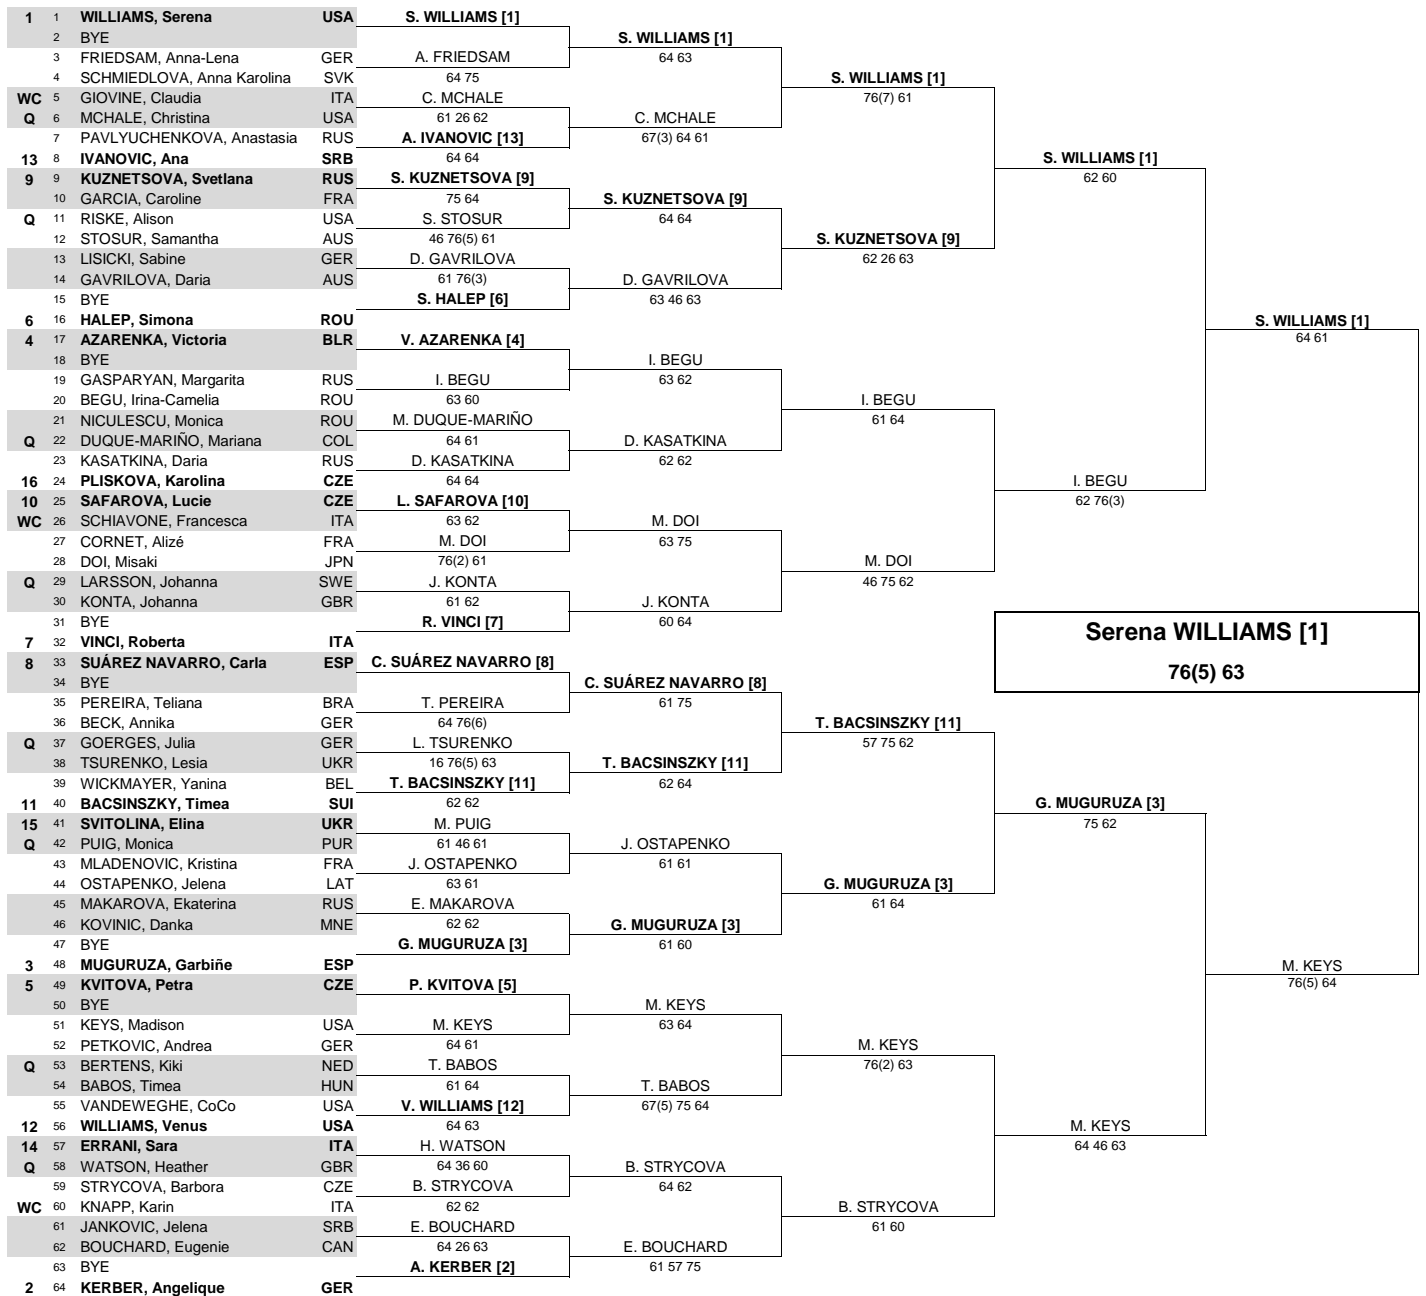 1 1 WILLIAMS, Serena USA S. WILLIAMS [1]
2 BYE S. WILLIAMS [1]
3 FRIEDSAM, Anna-Lena GER A. FRIEDSAM 64 63
4 SCHMIEDLOVA, Anna Karolina SVK 64 75 S. WILLIAMS [1]
WC 5 GIOVINE, Claudia ITA C. MCHALE 76(7) 61
Q 6 MCHALE, Christina USA 61 26 62 C. MCHALE
7 PAVLYUCHENKOVA, Anastasia RUS A. IVANOVIC [13] 67(3) 64 61
13 8 IVANOVIC, Ana SRB 64 64 S. WILLIAMS [1]
9 9 KUZNETSOVA, Svetlana RUS S. KUZNETSOVA [9] 62 60
10 GARCIA, Caroline FRA 75 64 S. KUZNETSOVA [9]
Q 11 RISKE, Alison USA S. STOSUR 64 64
12 STOSUR, Samantha AUS 46 76(5) 61 S. KUZNETSOVA [9]
13 LISICKI, Sabine GER D. GAVRILOVA 62 26 63
14 GAVRILOVA, Daria AUS 61 76(3) D. GAVRILOVA
15 BYE S. HALEP [6] 63 46 63
6 16 HALEP, Simona ROU S. WILLIAMS [1]
4 17 AZARENKA, Victoria BLR V. AZARENKA [4] 64 61
18 BYE I. BEGU
19 GASPARYAN, Margarita RUS I. BEGU 63 62
20 BEGU, Irina-Camelia ROU 63 60 I. BEGU
21 NICULESCU, Monica ROU M. DUQUE-MARIÑO 61 64
Q 22 DUQUE-MARIÑO, Mariana COL 64 61 D. KASATKINA
23 KASATKINA, Daria RUS D. KASATKINA 62 62
16 24 PLISKOVA, Karolina CZE 64 64 I. BEGU
10 25 SAFAROVA, Lucie CZE L. SAFAROVA [10] 62 76(3)
WC 26 SCHIAVONE, Francesca ITA 63 62 M. DOI
27 CORNET, Alizé FRA M. DOI 63 75
28 DOI, Misaki JPN 76(2) 61 M. DOI
Q 29 LARSSON, Johanna SWE J. KONTA 46 75 62
30 KONTA, Johanna GBR 61 62 J. KONTA
31 BYE R. VINCI [7] 60 64 Serena WILLIAMS [1]
7 32 VINCI, Roberta ITA
8 33 SUÁREZ NAVARRO, Carla ESP C. SUÁREZ NAVARRO [8] 76(5) 63
34 BYE C. SUÁREZ NAVARRO [8]
35 PEREIRA, Teliana BRA T. PEREIRA 61 75
36 BECK, Annika GER 64 76(6) T. BACSINSZKY [11]
Q 37 GOERGES, Julia GER L. TSURENKO 57 75 62
38 TSURENKO, Lesia UKR 16 76(5) 63 T. BACSINSZKY [11]
39 WICKMAYER, Yanina BEL T. BACSINSZKY [11] 62 64
11 40 BACSINSZKY, Timea SUI 62 62 G. MUGURUZA [3]
15 41 SVITOLINA, Elina UKR M. PUIG 75 62
Q 42 PUIG, Monica PUR 61 46 61 J. OSTAPENKO
43 MLADENOVIC, Kristina FRA J. OSTAPENKO 61 61
44 OSTAPENKO, Jelena LAT 63 61 G. MUGURUZA [3]
45 MAKAROVA, Ekaterina RUS E. MAKAROVA 61 64
46 KOVINIC, Danka MNE 62 62 G. MUGURUZA [3]
47 BYE G. MUGURUZA [3] 61 60
3 48 MUGURUZA, Garbiñe ESP M. KEYS
5 49 KVITOVA, Petra CZE P. KVITOVA [5] 76(5) 64
50 BYE M. KEYS
51 KEYS, Madison USA M. KEYS 63 64
52 PETKOVIC, Andrea GER 64 61 M. KEYS
Q 53 BERTENS, Kiki NED T. BABOS 76(2) 63
54 BABOS, Timea HUN 61 64 T. BABOS
55 VANDEWEGHE, CoCo USA V. WILLIAMS [12] 67(5) 75 64
12 56 WILLIAMS, Venus USA 64 63 M. KEYS
14 57 ERRANI, Sara ITA H. WATSON 64 46 63
Q 58 WATSON, Heather GBR 64 36 60 B. STRYCOVA
59 STRYCOVA, Barbora CZE B. STRYCOVA 64 62
WC 60 KNAPP, Karin ITA 62 62 B. STRYCOVA
61 JANKOVIC, Jelena SRB E. BOUCHARD 61 60
62 BOUCHARD, Eugenie CAN 64 26 63 E. BOUCHARD
63 BYE A. KERBER [2] 61 57 75
2 64 KERBER, Angelique GER